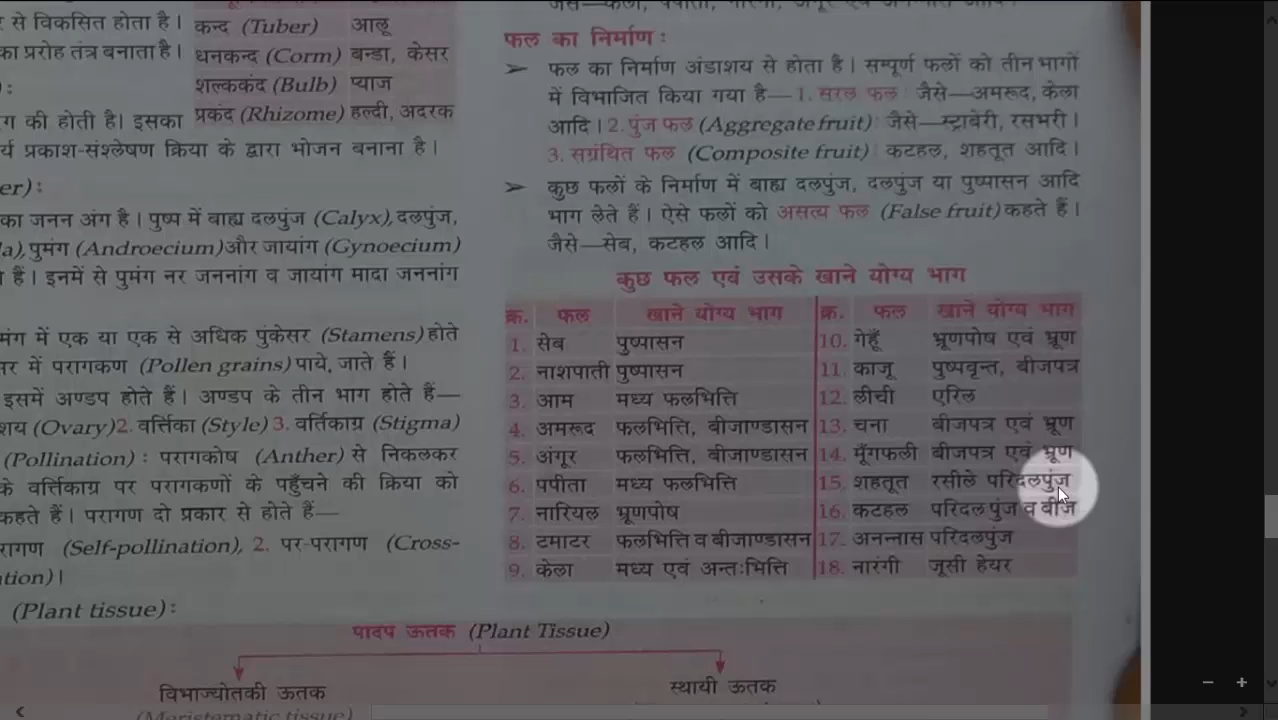 र से विकसित होता है।
का प्ररोह तंत्र बनाता है।
ग की होती है। इसका
र्य प्रकाश-संश्लेषण क्रिया के द्वारा भोजन बनाना है।
er):
का जनन अंग है। पुष्प में बाह्य दलपुंज (Calyx), दलपुंज,
la), पुमंग (Androecium) और जायांग (Gynoecium)
हैं। इनमें से पुमंग नर जननांग व जायांग मादा जननांग
मंग में एक या एक से अधिक पुंकेसर (Stamens) होते
सर में परागकण (Pollen grains) पाये, जाते हैं।
इसमें अण्डप होते हैं। अण्डप के तीन भाग होते हैं—
शय (Ovary) 2. वर्त्तिका (Style) 3. वर्तिकाग्र (Stigma)
(Pollination) : परागकोष (Anther) से निकलकर
के वर्त्तिकाग्र पर परागकणों के पहुँचने की क्रिया को
कहते हैं। परागण दो प्रकार से होते हैं—
रागण (Self-pollination), 2. पर-परागण (Cross-
ation)।
कन्द (Tuber) आलू
धनकन्द (Corm) बन्डा, केसर
शल्ककंद (Bulb) प्याज
प्रकंद (Rhizome) हल्दी, अदरक
फल का निर्माण :
➢ फल का निर्माण अंडाशय से होता है। सम्पूर्ण फलों को तीन भागों
में विभाजित किया गया है—1. सरल फल जैसे—अमरूद, केला
आदि। 2. पुंज फल (Aggregate fruit) जैसे—स्ट्राबेरी, रसभरी।
3. सग्रंथित फल (Composite fruit) कटहल, शहतूत आदि।
➢ कुछ फलों के निर्माण में बाह्य दलपुंज, दलपुंज या पुष्पासन आदि
भाग लेते हैं। ऐसे फलों को असत्य फल (False fruit) कहते हैं।
जैसे—सेब, कटहल आदि।
कुछ फल एवं उसके खाने योग्य भाग
क्र. फल खाने योग्य भाग क्र. फल खाने योग्य भाग
1. सेब पुष्पासन 10. गेहूँ भ्रूणपोष एवं भ्रूण
2. नाशपाती पुष्पासन 11. काजू पुष्पवृन्त, बीजपत्र
3. आम मध्य फलभित्ति 12. लीची एरिल
4. अमरूद फलभित्ति, बीजाण्डासन 13. चना बीजपत्र एवं भ्रूण
5. अंगूर फलभित्ति, बीजाण्डासन 14. मूँगफली बीजपत्र एवं भ्रूण
6. पपीता मध्य फलभित्ति 15. शहतूत रसीले परिदलपुंज
7. नारियल भ्रूणपोष 16. कटहल परिदल पुंज व बीज
8. टमाटर फलभित्ति व बीजाण्डासन 17. अनन्नास परिदलपुंज
9. केला मध्य एवं अन्तःभित्ति 18. नारंगी जूसी हेयर
(Plant tissue) :
पादप ऊतक (Plant Tissue)
विभाज्योतकी ऊतक स्थायी ऊतक
(Meristematic tissue)